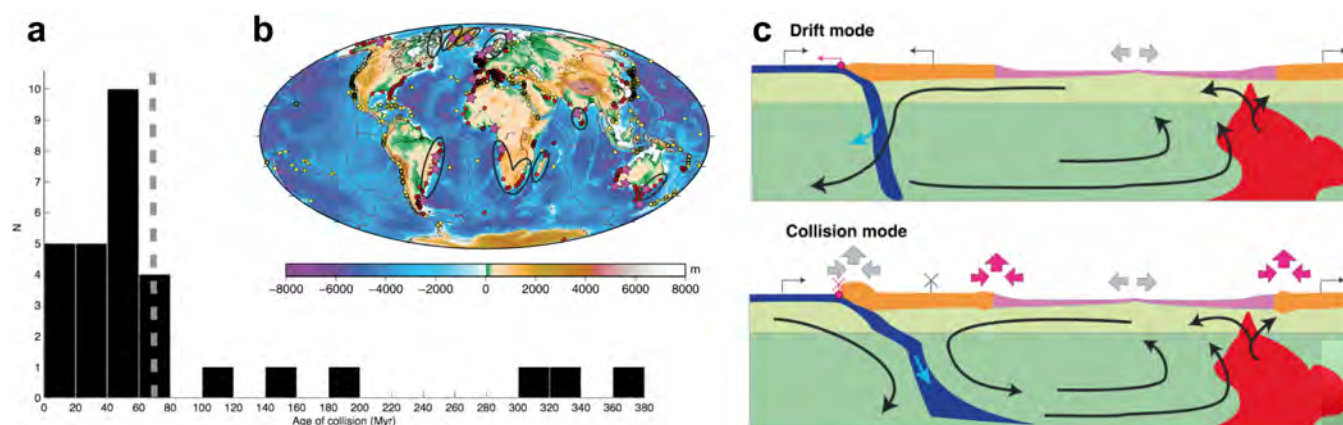 a
N
10
9
8
7
6
5
4
3
2
1
0
0 20 40 60 80 100 120 140 160 180 200 220 240 260 280 300 320 340 360 380
Age of collision (Myr)
b
m
−8000 −6000 −4000 −2000 0 2000 4000 6000 8000
c
Drift mode
Collision mode